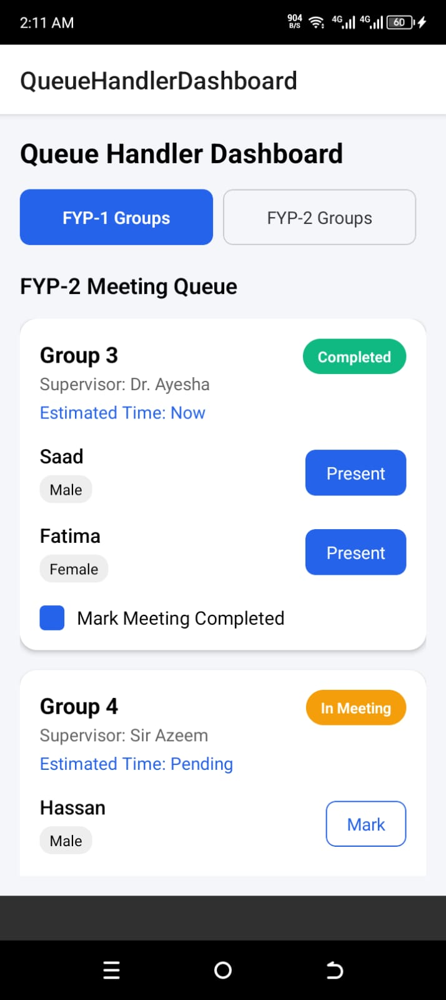 2:11 AM
904
B/S
4G
4G
60
QueueHandlerDashboard
Queue Handler Dashboard
FYP-1 Groups
FYP-2 Groups
FYP-2 Meeting Queue
Group 3
Completed
Supervisor: Dr. Ayesha
Estimated Time: Now
Saad
Male
Present
Fatima
Female
Present
Mark Meeting Completed
Group 4
In Meeting
Supervisor: Sir Azeem
Estimated Time: Pending
Hassan
Male
Mark